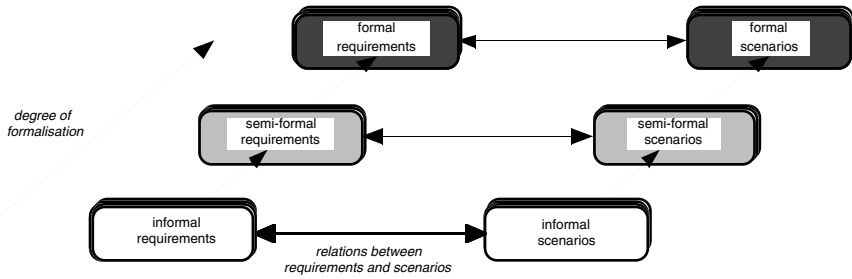 formal
requirements
formal
scenarios
degree of
formalisation
semi-formal
requirements
semi-formal
scenarios
informal
requirements
informal
scenarios
relations between
requirements and scenarios